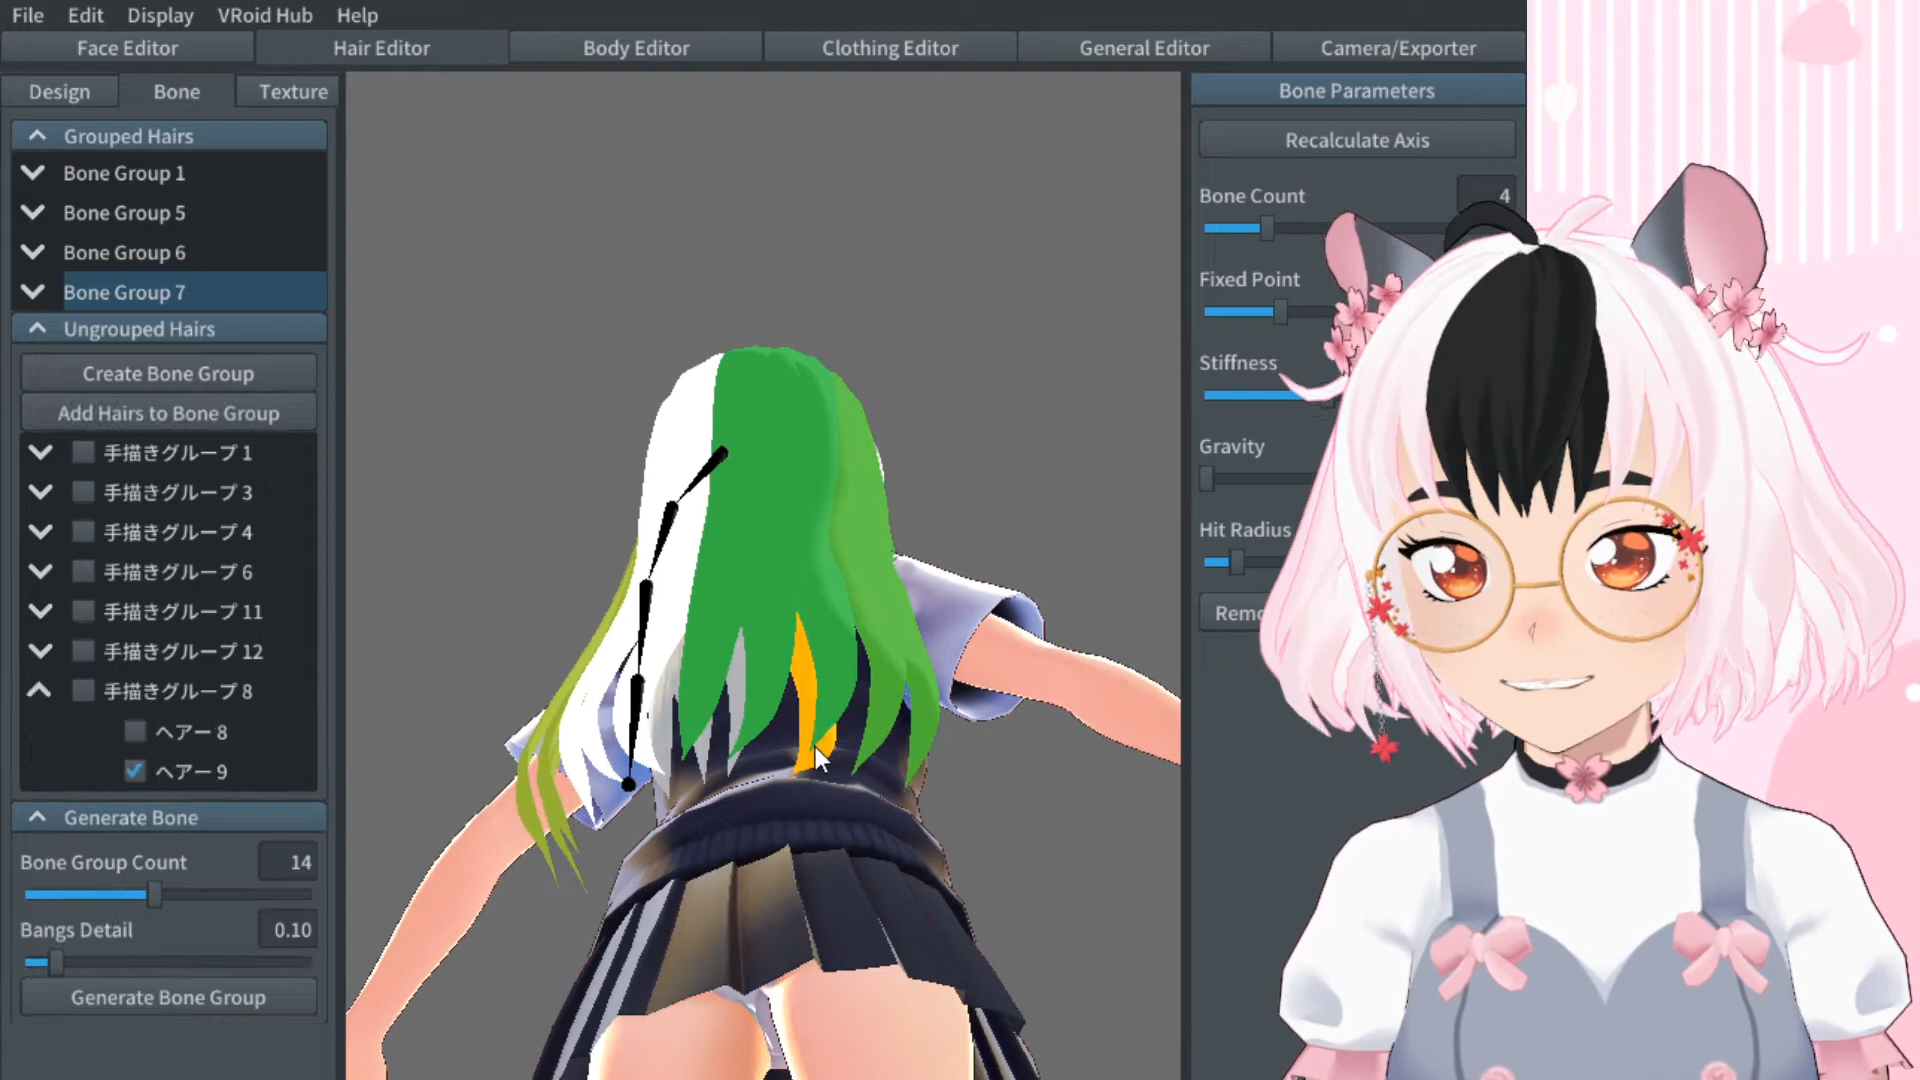 File Edit Display VRoid Hub Help
Face Editor Hair Editor Body Editor Clothing Editor General Editor Camera/Exporter
Design Bone Texture
Grouped Hairs
Bone Group 1
Bone Group 5
Bone Group 6
Bone Group 7
Ungrouped Hairs
Create Bone Group
Add Hairs to Bone Group
手描きグループ 1
手描きグループ 3
手描きグループ 4
手描きグループ 6
手描きグループ 11
手描きグループ 12
手描きグループ 8
ヘアー 8
ヘアー 9
Generate Bone
Bone Group Count 14
Bangs Detail 0.10
Generate Bone Group
Bone Parameters
Recalculate Axis
Bone Count 4
Fixed Point
Stiffness
Gravity
Hit Radius